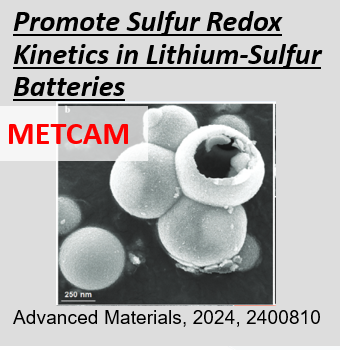 Promote Sulfur Redox
Kinetics in Lithium-Sulfur
Batteries
b
METCAM
250 nm
Advanced Materials, 2024, 2400810